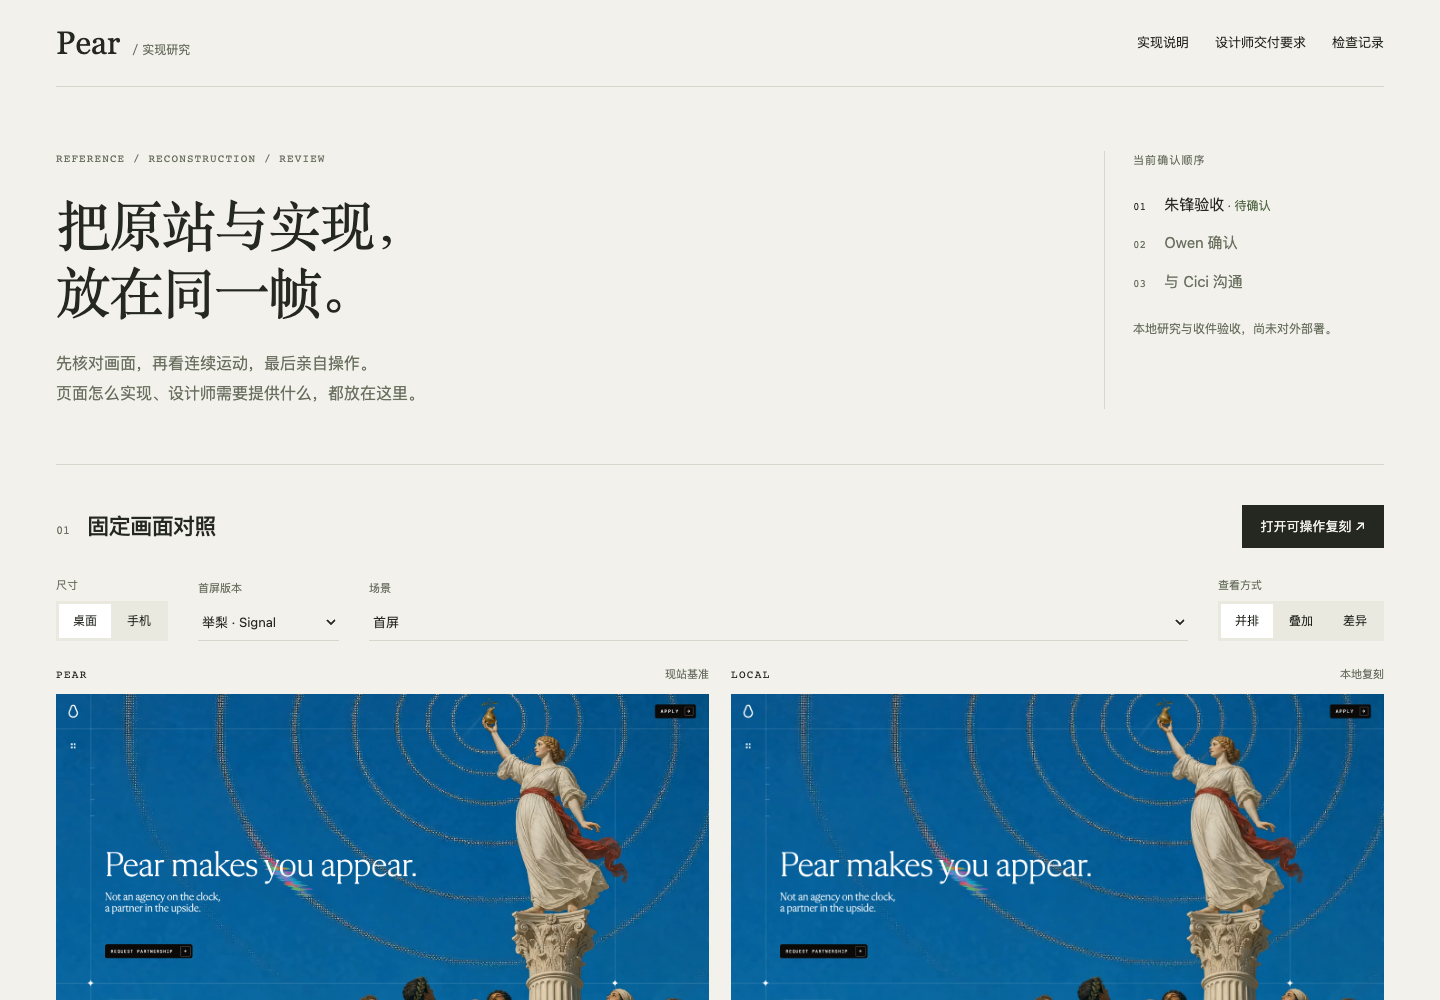 Pear / 实现研究
实现说明 设计师交付要求 检查记录
REFERENCE / RECONSTRUCTION / REVIEW
把原站与实现，
放在同一帧。
先核对画面，再看连续运动，最后亲自操作。
页面怎么实现、设计师需要提供什么，都放在这里。
当前确认顺序
01 朱锋验收 · 待确认
02 Owen 确认
03 与 Cici 沟通
本地研究与收件验收，尚未对外部署。
01 固定画面对照
打开可操作复刻 ↗
尺寸
桌面 手机
首屏版本
举梨 · Signal
场景
首屏
查看方式
并排 叠加 差异
PEAR 现站基准
APPLY
Pear makes you appear.
Not an agency on the clock,
a partner in the upside.
REQUEST PARTNERSHIP
LOCAL 本地复刻
APPLY
Pear makes you appear.
Not an agency on the clock,
a partner in the upside.
REQUEST PARTNERSHIP